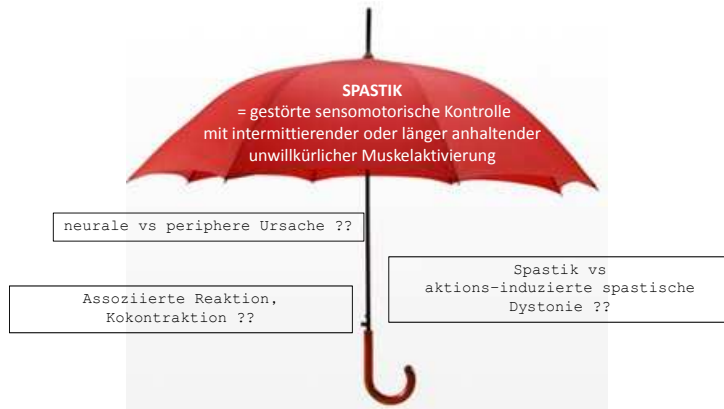 SPASTIK
= gestörte sensomotorische Kontrolle
mit intermittierender oder länger anhaltender
unwillkürlicher Muskelaktivierung
neurale vs periphere Ursache ??
Spastik vs
aktions-induzierte spastische
Dystonie ??
Assoziierte Reaktion,
Kokontraktion ??